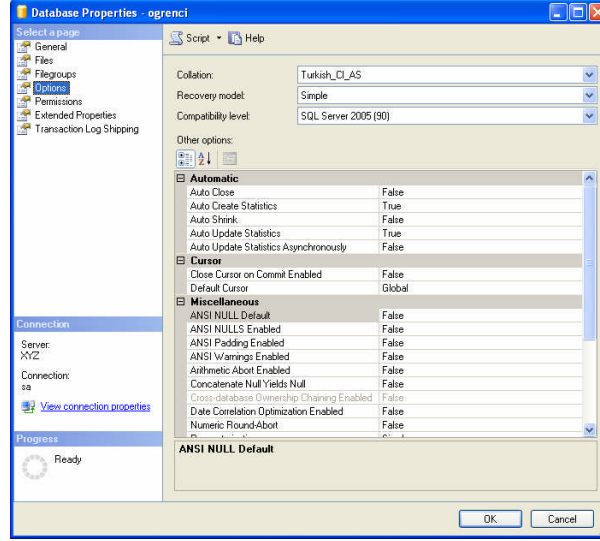 Database Properties - ogrenci
Select a page
General
Files
Filegroups
Options
Permissions
Extended Properties
Transaction Log Shipping
Connection
Server:
XYZ
Connection:
sa
View connection properties
Progress
Ready
Script Help
Collation: Turkish_CI_AS
Recovery model: Simple
Compatibility level: SQL Server 2005 (90)
Other options:
Automatic
Auto Close False
Auto Create Statistics True
Auto Shrink False
Auto Update Statistics True
Auto Update Statistics Asynchronously False
Cursor
Close Cursor on Commit Enabled False
Default Cursor Global
Miscellaneous
ANSI NULL Default False
ANSI NULLS Enabled False
ANSI Padding Enabled False
ANSI Warnings Enabled False
Arithmetic Abort Enabled False
Concatenate Null Yields Null False
Cross-database Ownership Chaining Enabled False
Date Correlation Optimization Enabled False
Numeric Round-Abort False
ANSI NULL Default
OK Cancel